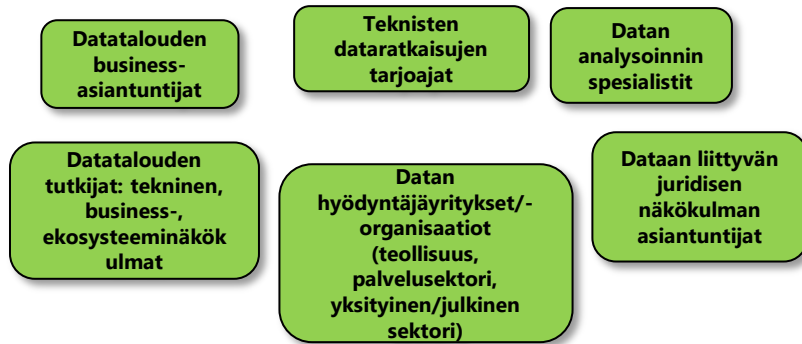 Datatalouden
business-
asiantuntijat
Teknisten
dataratkaisujen
tarjoajat
Datan
analysoinnin
spesialistit
Datatalouden
tutkijat: tekninen,
business-,
ekosysteeminäkök
ulmat
Datan
hyödyntäjäyritykset/-
organisaatiot
(teollisuus,
palvelusektori,
yksityinen/julkinen
sektori)
Dataan liittyvän
juridisen
näkökulman
asiantuntijat